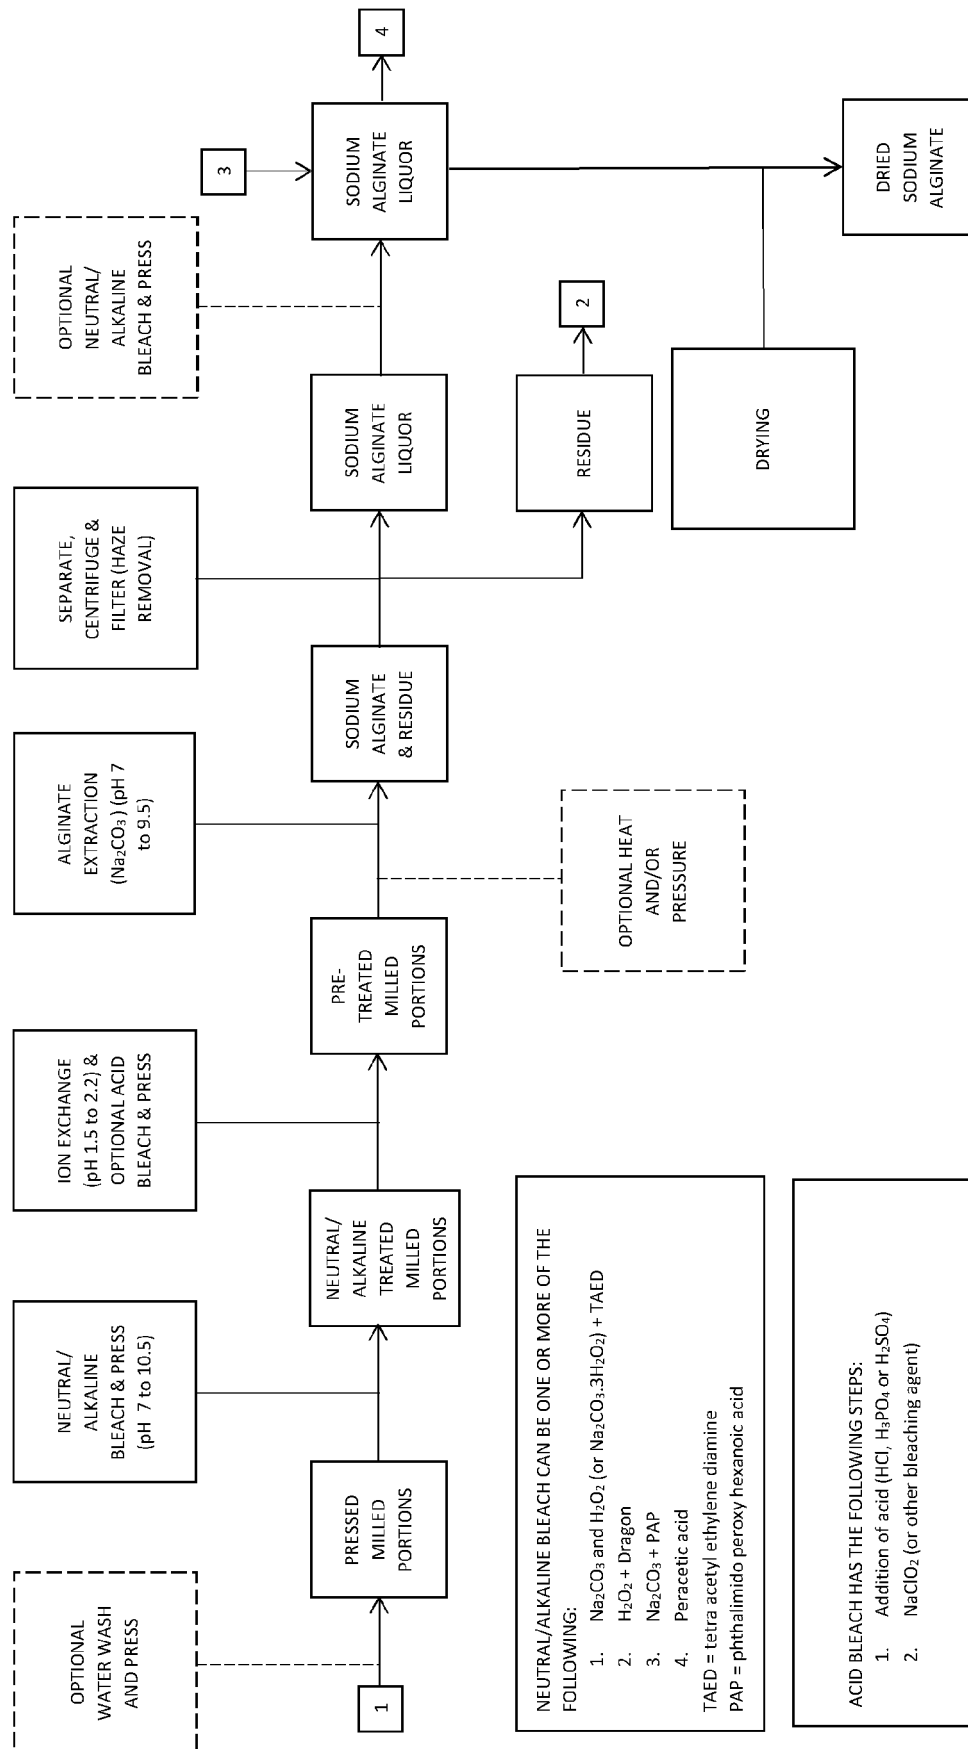 OPTIONAL
WATER WASH
AND PRESS
NEUTRAL/
ALKALINE
BLEACH & PRESS
(pH 7 to 10.5)
ION EXCHANGE
(pH 1.5 to 2.2) &
OPTIONAL ACID
BLEACH & PRESS
ALGINATE
EXTRACTION
(Na₂CO₃) (pH 7
to 9.5)
SEPARATE,
CENTRIFUGE &
FILTER (HAZE
REMOVAL)
OPTIONAL
NEUTRAL/
ALKALINE
BLEACH & PRESS
3
1
PRESSED
MILLED
PORTIONS
NEUTRAL/
ALKALINE
TREATED
MILLED
PORTIONS
PRE-
TREATED
MILLED
PORTIONS
SODIUM
ALGINATE
& RESIDUE
SODIUM
ALGINATE
LIQUOR
SODIUM
ALGINATE
LIQUOR
4
RESIDUE
2
OPTIONAL HEAT
AND/OR
PRESSURE
DRYING
DRIED
SODIUM
ALGINATE
NEUTRAL/ALKALINE BLEACH CAN BE ONE OR MORE OF THE
FOLLOWING:
1. Na₂CO₃ and H₂O₂ (or Na₂CO₃.3H₂O₂) + TAED
2. H₂O₂ + Dragon
3. Na₂CO₃ + PAP
4. Peracetic acid
TAED = tetra acetyl ethylene diamine
PAP = phthalimido peroxy hexanoic acid
ACID BLEACH HAS THE FOLLOWING STEPS:
1. Addition of acid (HCl, H₃PO₄ or H₂SO₄)
2. NaClO₂ (or other bleaching agent)